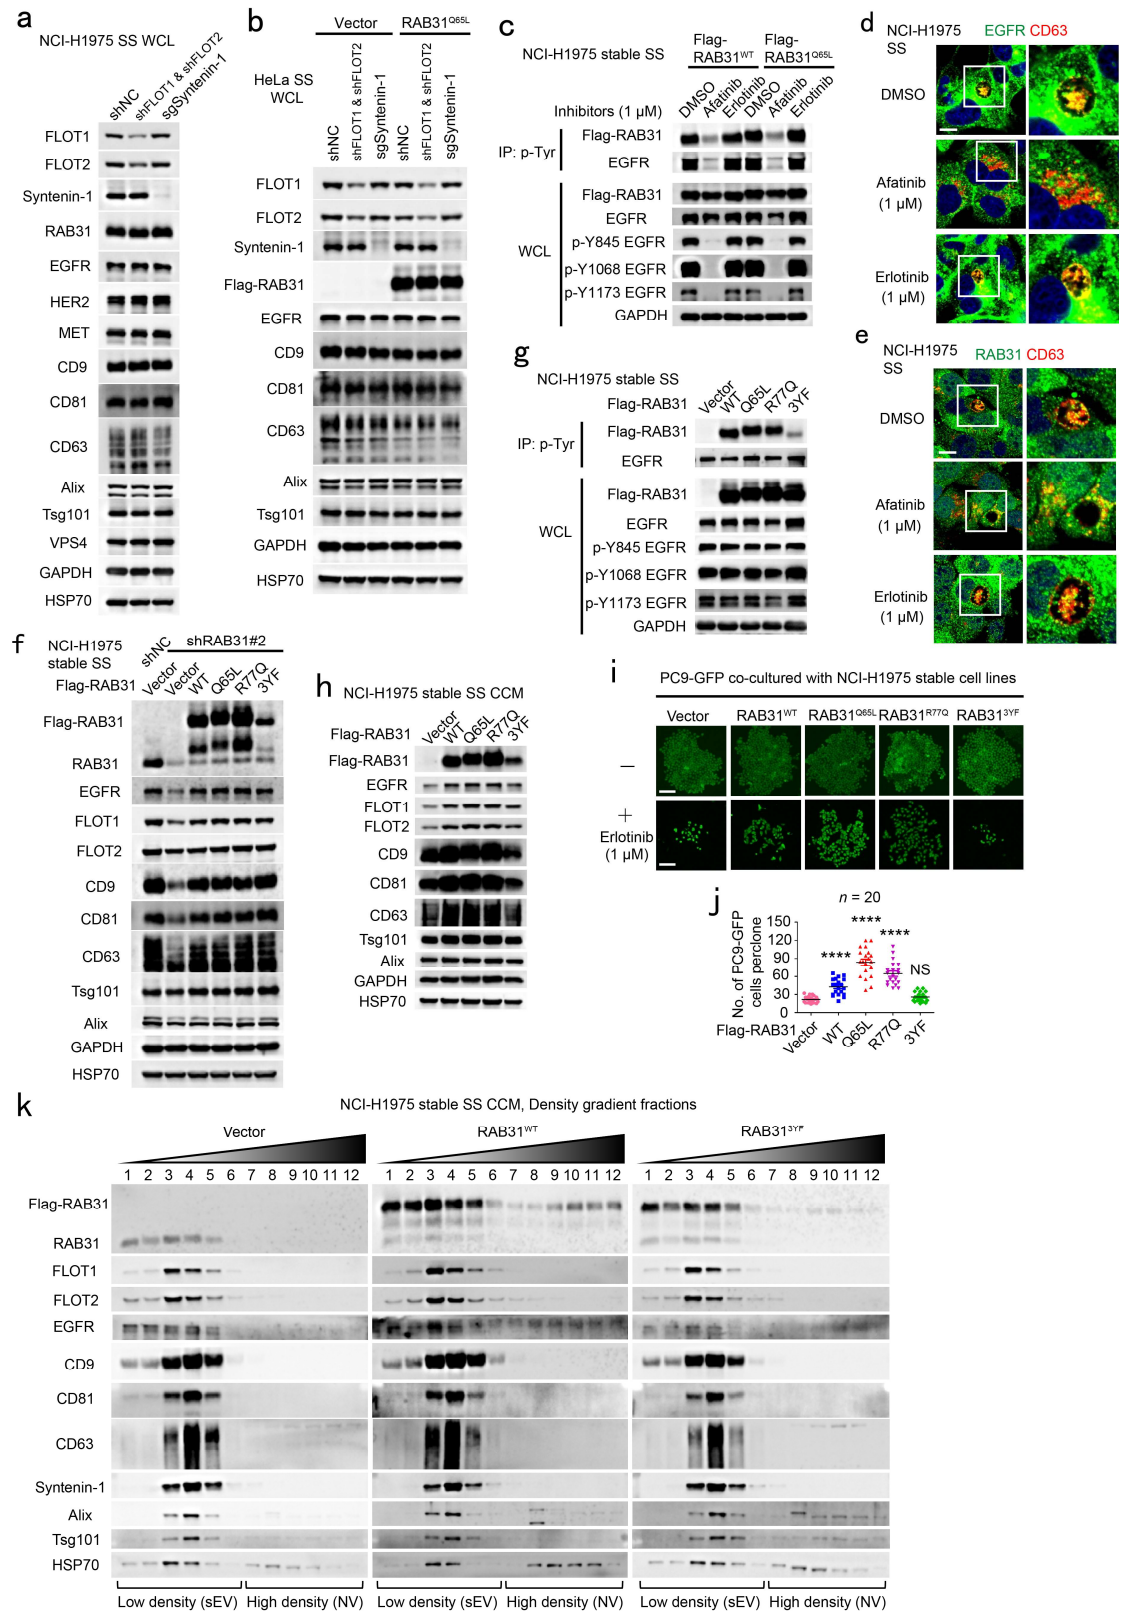 a
NCI-H1975 SS WCL
shNC
shFLOT1 & shFLOT2
sgSyntenin-1
FLOT1
FLOT2
Syntenin-1
RAB31
EGFR
HER2
MET
CD9
CD81
CD63
Alix
Tsg101
VPS4
GAPDH
HSP70
b
Vector RAB31Q65L
HeLa SS
WCL
shNC
shFLOT1 & shFLOT2
sgSyntenin-1
shNC
shFLOT1 & shFLOT2
sgSyntenin-1
FLOT1
FLOT2
Syntenin-1
Flag-RAB31
EGFR
CD9
CD81
CD63
Alix
Tsg101
GAPDH
HSP70
c
NCI-H1975 stable SS
Flag-
RAB31WT
Flag-
RAB31Q65L
Inhibitors (1 µM)
DMSO
Afatinib
Erlotinib
DMSO
Afatinib
Erlotinib
IP: p-Tyr
Flag-RAB31
EGFR
WCL
Flag-RAB31
EGFR
p-Y845 EGFR
p-Y1068 EGFR
p-Y1173 EGFR
GAPDH
d
NCI-H1975
SS
EGFR CD63
DMSO
Afatinib
(1 µM)
Erlotinib
(1 µM)
e
NCI-H1975
SS
RAB31 CD63
DMSO
Afatinib
(1 µM)
Erlotinib
(1 µM)
g
NCI-H1975 stable SS
Flag-RAB31
Vector
WT
Q65L
R77Q
3YF
IP: p-Tyr
Flag-RAB31
EGFR
WCL
Flag-RAB31
EGFR
p-Y845 EGFR
p-Y1068 EGFR
p-Y1173 EGFR
GAPDH
f
NCI-H1975
stable SS
shNC
shRAB31#2
Flag-RAB31
Vector
Vector
WT
Q65L
R77Q
3YF
Flag-RAB31
RAB31
EGFR
FLOT1
FLOT2
CD9
CD81
CD63
Tsg101
Alix
GAPDH
HSP70
h
NCI-H1975 stable SS CCM
Flag-RAB31
Vector
WT
Q65L
R77Q
3YF
Flag-RAB31
EGFR
FLOT1
FLOT2
CD9
CD81
CD63
Tsg101
Alix
GAPDH
HSP70
i
PC9-GFP co-cultured with NCI-H1975 stable cell lines
Vector RAB31WT RAB31Q65L RAB31R77Q RAB313YF
–
+
Erlotinib
(1 µM)
j
n = 20
No. of PC9-GFP
cells perclone
150
120
90
60
30
0
****
****
****
NS
Flag-RAB31
Vector
WT
Q65L
R77Q
3YF
k
NCI-H1975 stable SS CCM, Density gradient fractions
Vector RAB31WT RAB313YF
1 2 3 4 5 6 7 8 9 10 11 12 1 2 3 4 5 6 7 8 9 10 11 12 1 2 3 4 5 6 7 8 9 10 11 12
Flag-RAB31
RAB31
FLOT1
FLOT2
EGFR
CD9
CD81
CD63
Syntenin-1
Alix
Tsg101
HSP70
Low density (sEV) High density (NV) Low density (sEV) High density (NV) Low density (sEV) High density (NV)